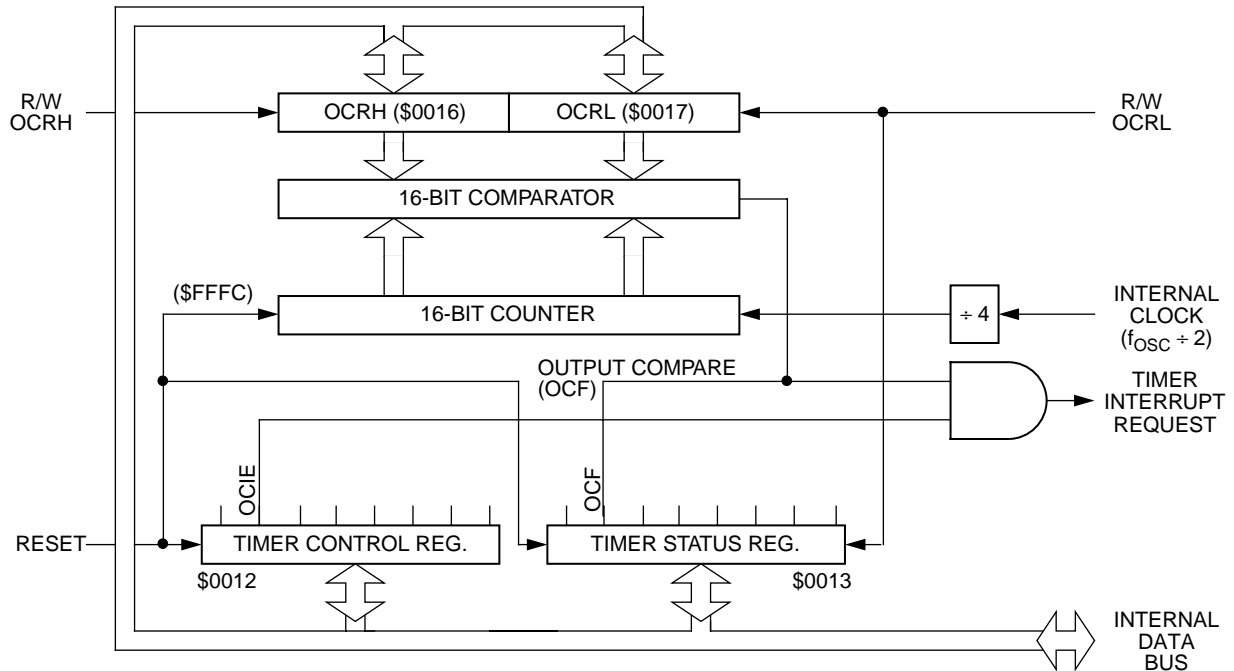 R/W
OCRH
OCRH ($0016)
OCRL ($0017)
R/W
OCRL
16-BIT COMPARATOR
($FFFC)
16-BIT COUNTER
÷ 4
INTERNAL
CLOCK
(fOSC ÷ 2)
OUTPUT COMPARE
(OCF)
TIMER
INTERRUPT
REQUEST
OCIE
OCF
RESET
TIMER CONTROL REG.
TIMER STATUS REG.
$0012
$0013
INTERNAL
DATA
BUS